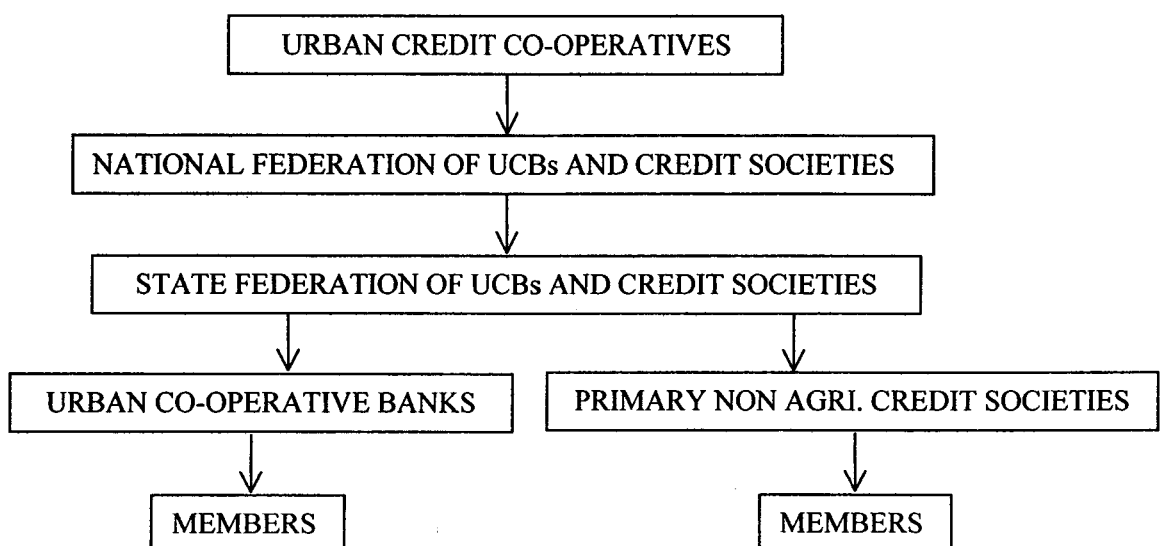 URBAN CREDIT CO-OPERATIVES
NATIONAL FEDERATION OF UCBs AND CREDIT SOCIETIES
STATE FEDERATION OF UCBs AND CREDIT SOCIETIES
URBAN CO-OPERATIVE BANKS
PRIMARY NON AGRI. CREDIT SOCIETIES
MEMBERS
MEMBERS